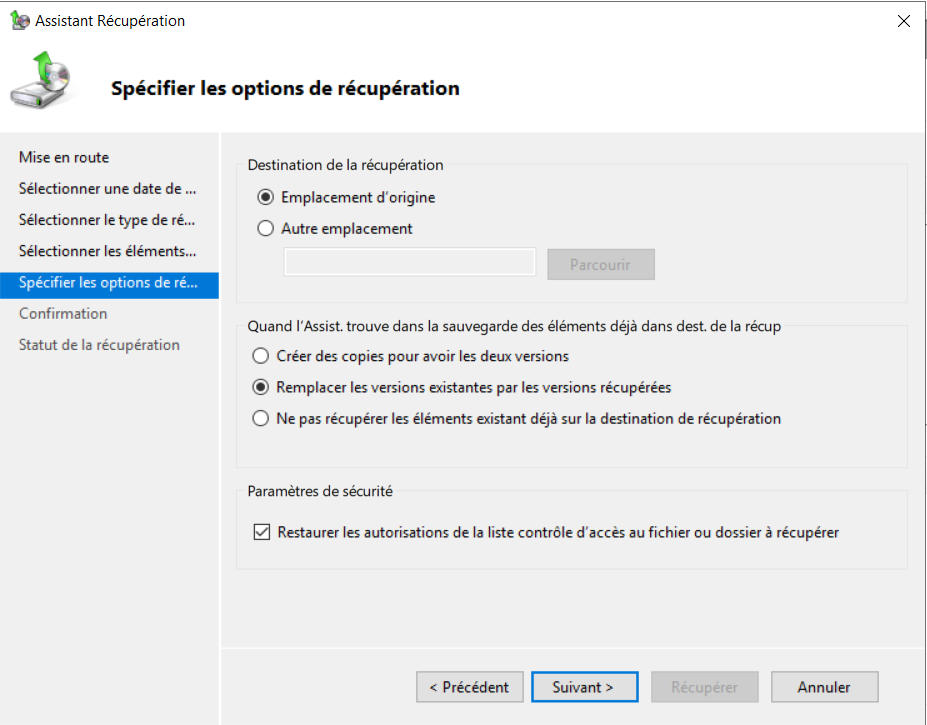 Assistant Récupération
Spécifier les options de récupération
Mise en route
Sélectionner une date de ...
Sélectionner le type de ré...
Sélectionner les éléments...
Spécifier les options de ré...
Confirmation
Statut de la récupération
Destination de la récupération
Emplacement d'origine
Autre emplacement
Parcourir
Quand l'Assist. trouve dans la sauvegarde des éléments déjà dans dest. de la récup
Créer des copies pour avoir les deux versions
Remplacer les versions existantes par les versions récupérées
Ne pas récupérer les éléments existant déjà sur la destination de récupération
Paramètres de sécurité
Restaurer les autorisations de la liste contrôle d'accès au fichier ou dossier à récupérer
< Précédent
Suivant >
Récupérer
Annuler